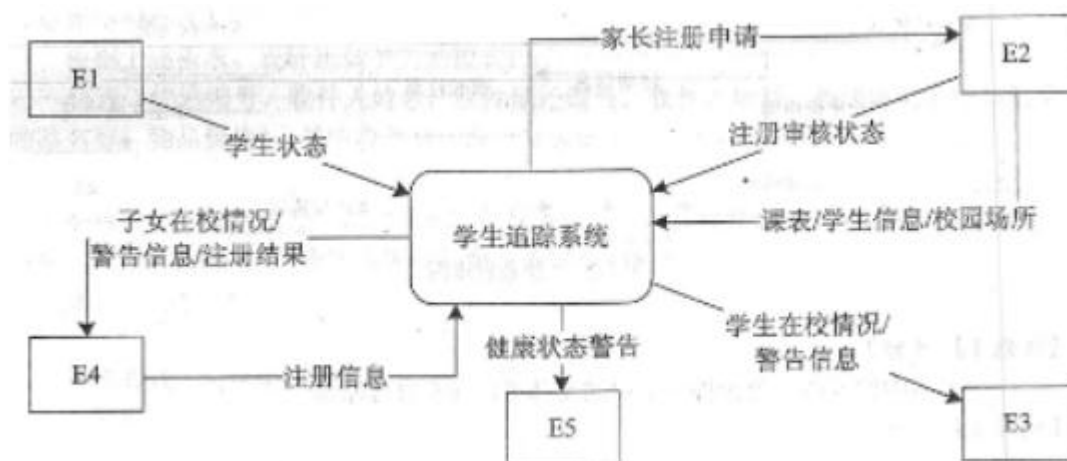 家长注册申请
E1
E2
学生状态
注册审核状态
子女在校情况/
警告信息/注册结果
学生追踪系统
课表/学生信息/校园场所
健康状态警告
学生在校情况/
警告信息
E4
注册信息
E5
E3